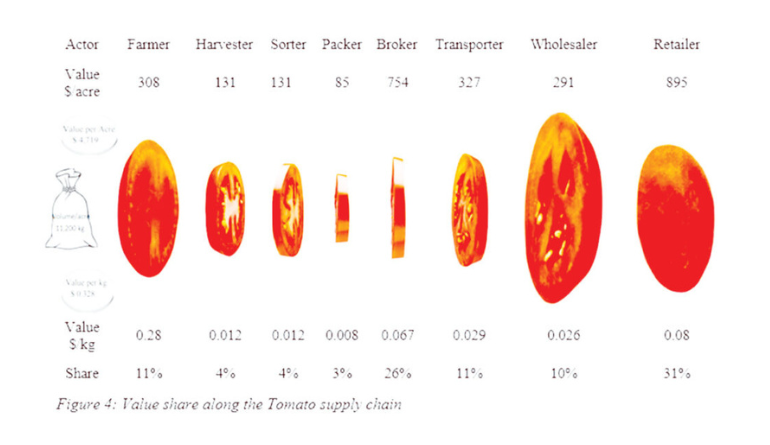 Actor Farmer Harvester Sorter Packer Broker Transporter Wholesaler Retailer
Value
$ acre 308 131 131 85 754 327 291 895
Value per Acre
$ 4,719
11,200 kg
Value per kg
$ 0.328
Value
$/kg 0.28 0.012 0.012 0.008 0.067 0.029 0.026 0.08
Share 11% 4% 4% 3% 26% 11% 10% 31%
Figure 4: Value share along the Tomato supply chain